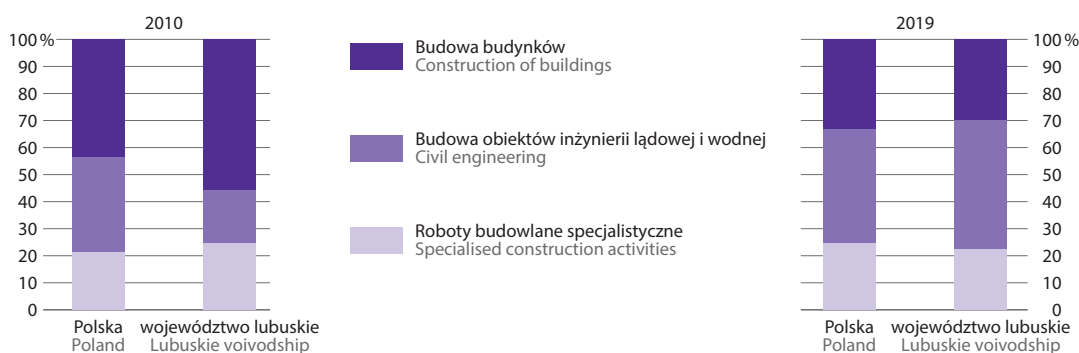 2010
100 %
90
80
70
60
50
40
30
20
10
0
Polska
Poland
województwo lubuskie
Lubuskie voivodship
Budowa budynków
Construction of buildings
Budowa obiektów inżynierii lądowej i wodnej
Civil engineering
Roboty budowlane specjalistyczne
Specialised construction activities
2019
100 %
90
80
70
60
50
40
30
20
10
0
Polska
Poland
województwo lubuskie
Lubuskie voivodship